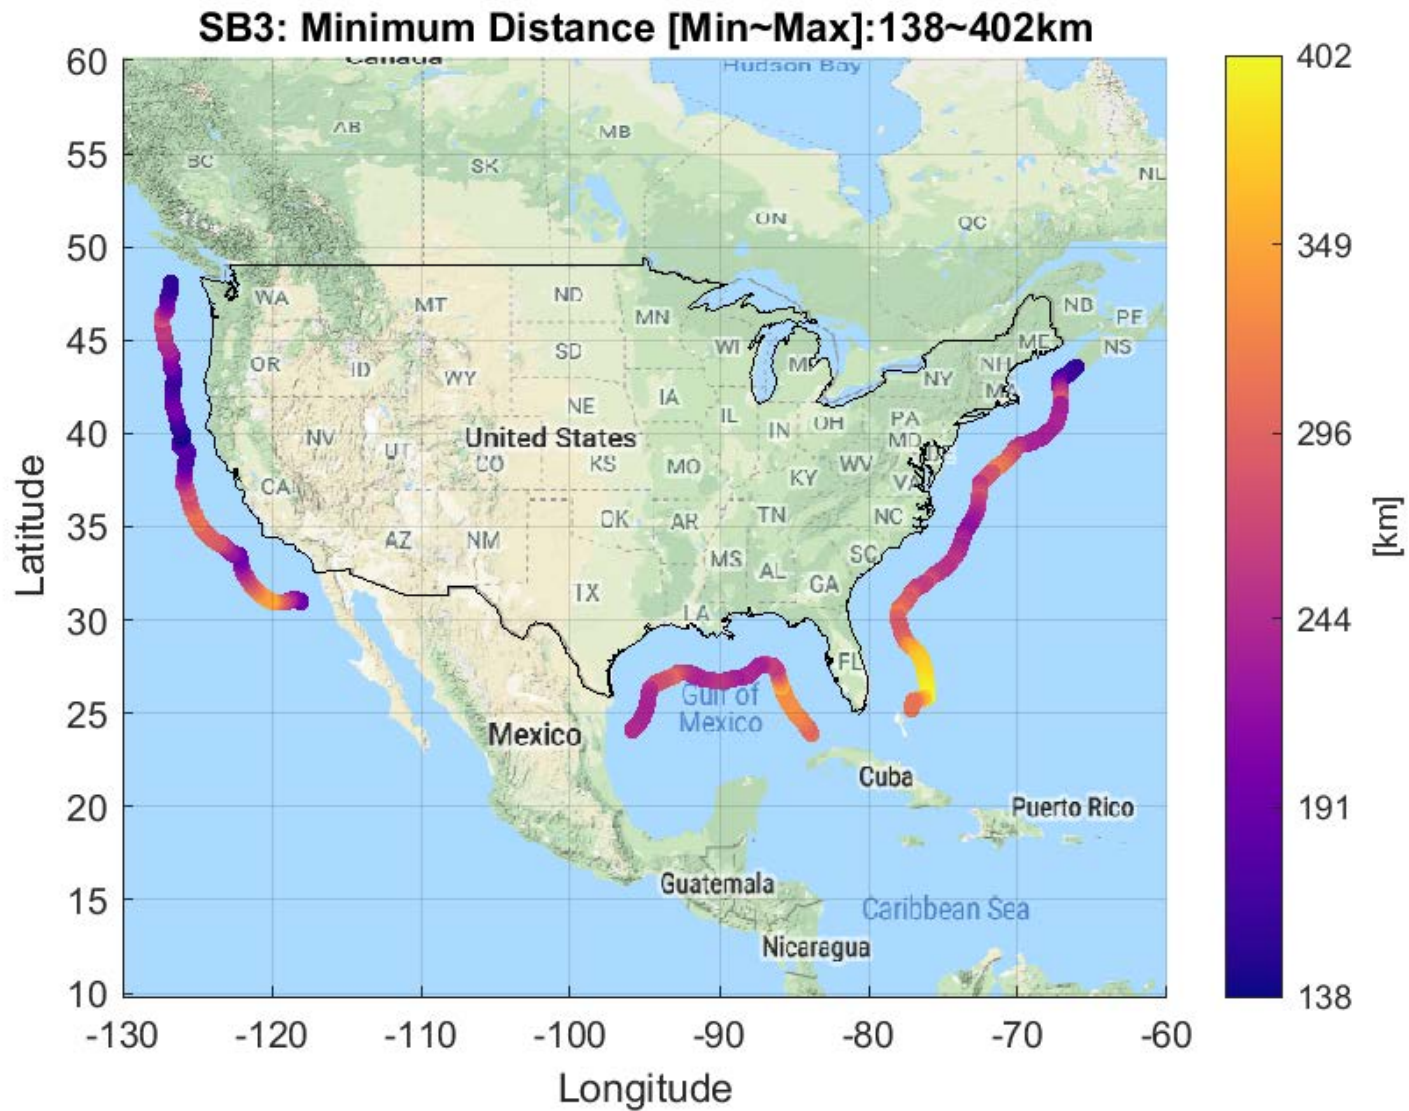 SB3: Minimum Distance [Min~Max]:138~402km
60
55
50
45
40
35
30
25
20
15
10
Latitude
-130
-120
-110
-100
-90
-80
-70
-60
Longitude
402
349
296
244
191
138
[km]
Canada
Hudson Bay
AB
MB
BC
SK
NL
ON
QC
WA
MT
ND
MN
NB
PE
OR
ID
SD
WI
ME
NS
WY
MI
NY
NH
MA
NE
IA
IL
IN
OH
PA
MD
NV
UT
United States
CO
KS
MO
KY
WV
VA
CA
AZ
NM
OK
AR
TN
NC
MS
AL
GA
SC
TX
LA
FL
Gulf of
Mexico
Mexico
Cuba
Puerto Rico
Guatemala
Caribbean Sea
Nicaragua